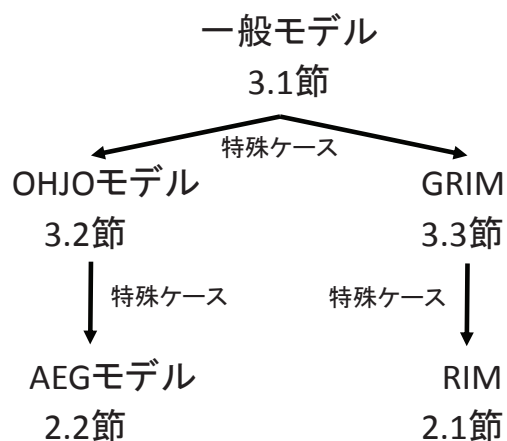 一般モデル
3.1節
特殊ケース
OHJOモデル
3.2節
GRIM
3.3節
特殊ケース
特殊ケース
AEGモデル
2.2節
RIM
2.1節